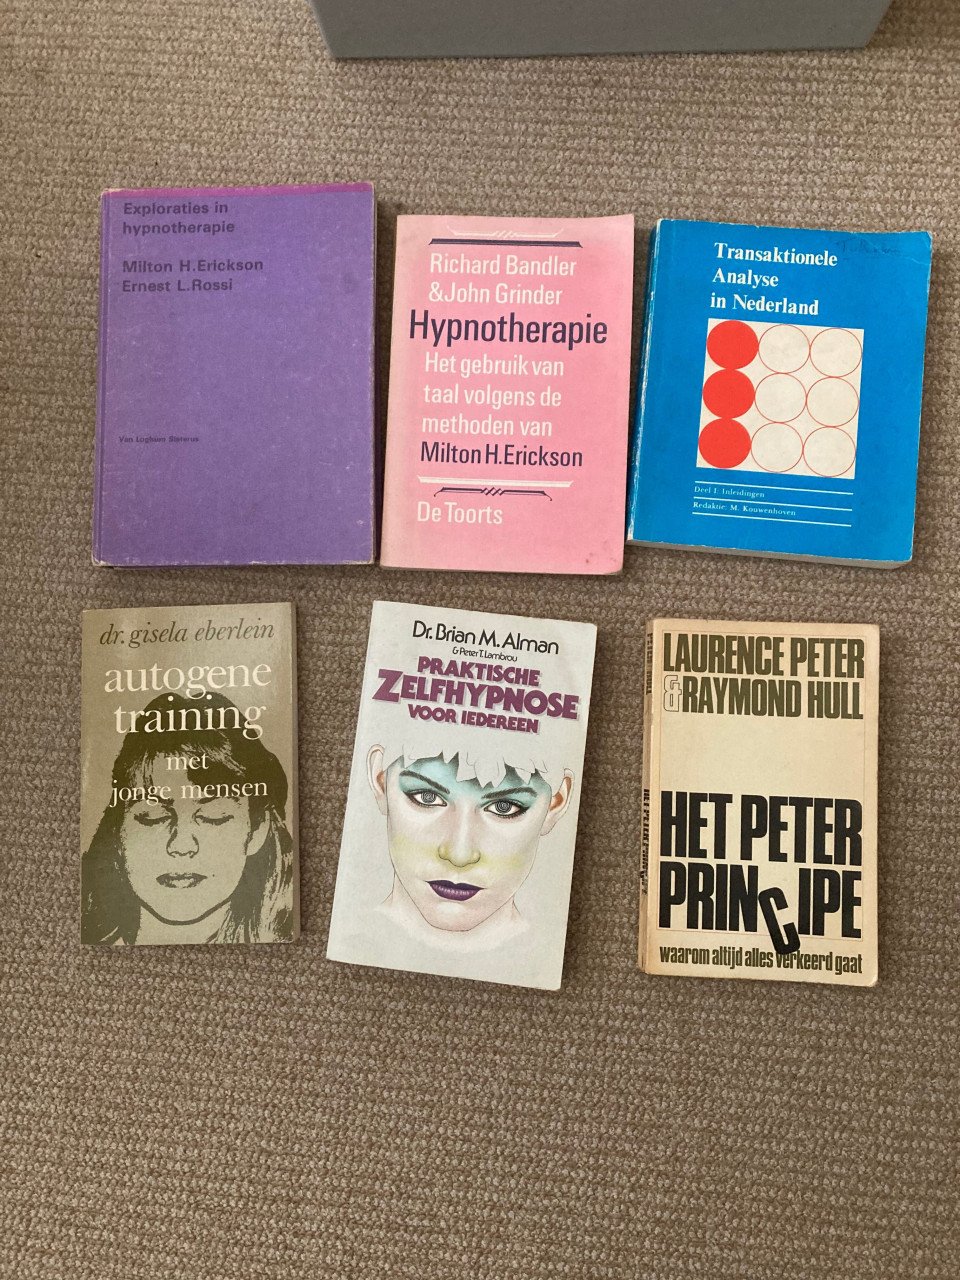 Exploraties in
hypnotherapie
Milton H. Erickson
Ernest L. Rossi
Van Loghum Slaterus
Richard Bandler
& John Grinder
Hypnotherapie
Het gebruik van
taal volgens de
methoden van
Milton H. Erickson
De Toorts
Transaktionele
Analyse
in Nederland
Deel I: Inleidingen
Redaktie: M. Kouwenhoven
dr. gisela eberlein
autogene
training
met
jonge mensen
Dr. Brian M. Alman
& Peter T. Lambrou
PRAKTISCHE
ZELFHYPNOSE
VOOR IEDEREEN
LAURENCE PETER
& RAYMOND HULL
HET PETER
PRINCIPE
waarom altijd alles verkeerd gaat